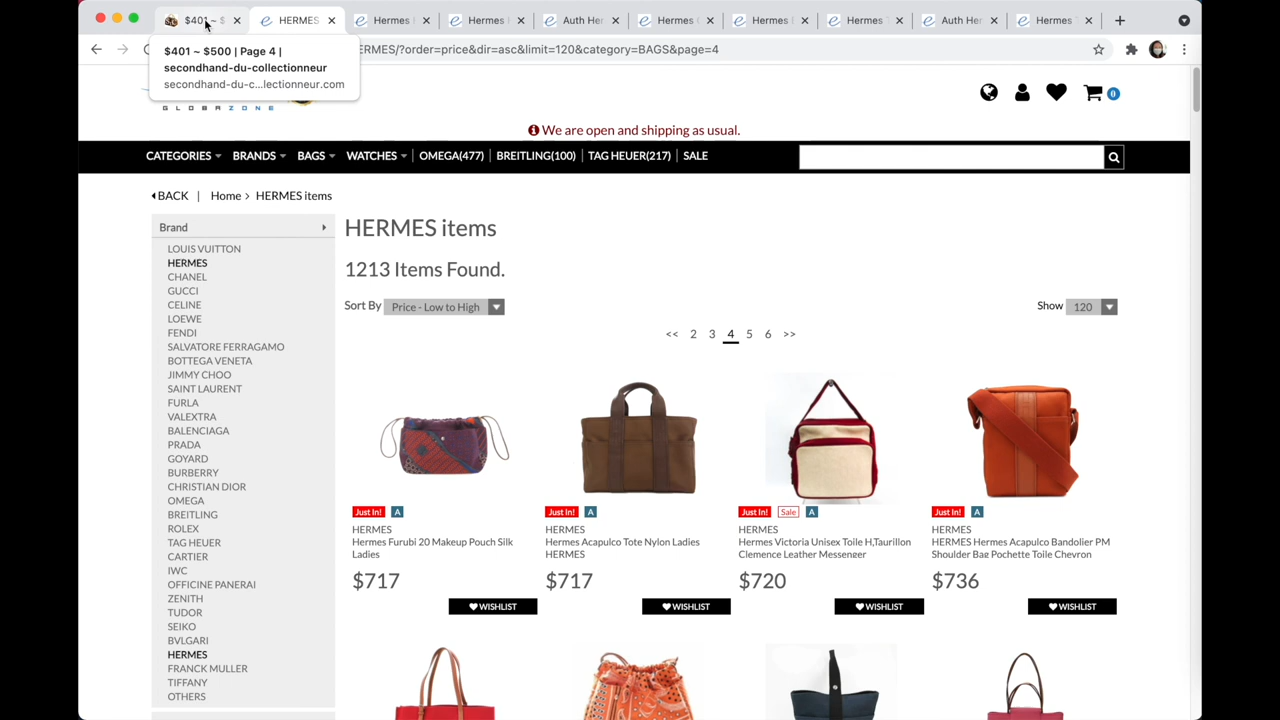 $401 ~ $
HERMES
Hermes
Hermes
Auth Her
Hermes
Hermes
Hermes
Auth Her
Hermes
$401 ~ $500 | Page 4 |
secondhand-du-collectionneur
secondhand-du-c...lectionneur.com
ERMES/?order=price&dir=asc&limit=120&category=BAGS&page=4
GLOBAZONE
0
We are open and shipping as usual.
CATEGORIES BRANDS BAGS WATCHES OMEGA(477) BREITLING(100) TAG HEUER(217) SALE
BACK | Home > HERMES items
Brand
LOUIS VUITTON
HERMES
CHANEL
GUCCI
CELINE
LOEWE
FENDI
SALVATORE FERRAGAMO
BOTTEGA VENETA
JIMMY CHOO
SAINT LAURENT
FURLA
VALEXTRA
BALENCIAGA
PRADA
GOYARD
BURBERRY
CHRISTIAN DIOR
OMEGA
BREITLING
ROLEX
TAG HEUER
CARTIER
IWC
OFFICINE PANERAI
ZENITH
TUDOR
SEIKO
BVLGARI
HERMES
FRANCK MULLER
TIFFANY
OTHERS
HERMES items
1213 Items Found.
Sort By Price - Low to High
Show 120
<< 2 3 4 5 6 >>
Just In! A
HERMES
Hermes Furubi 20 Makeup Pouch Silk
Ladies
$717
WISHLIST
Just In! A
HERMES
Hermes Acapulco Tote Nylon Ladies
HERMES
$717
WISHLIST
Just In! Sale A
HERMES
Hermes Victoria Unisex Toile H,Taurillon
Clemence Leather Messenger
$720
WISHLIST
Just In! A
HERMES
HERMES Hermes Acapulco Bandolier PM
Shoulder Bag Pochette Toile Chevron
$736
WISHLIST